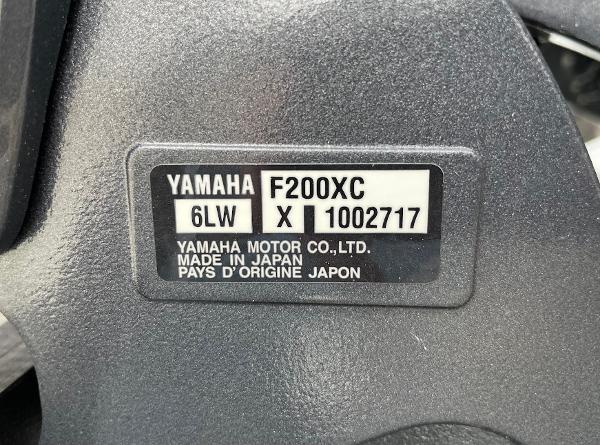 YAMAHA F200XC
6LW X 1002717
YAMAHA MOTOR CO.,LTD.
MADE IN JAPAN
PAYS D'ORIGINE JAPON